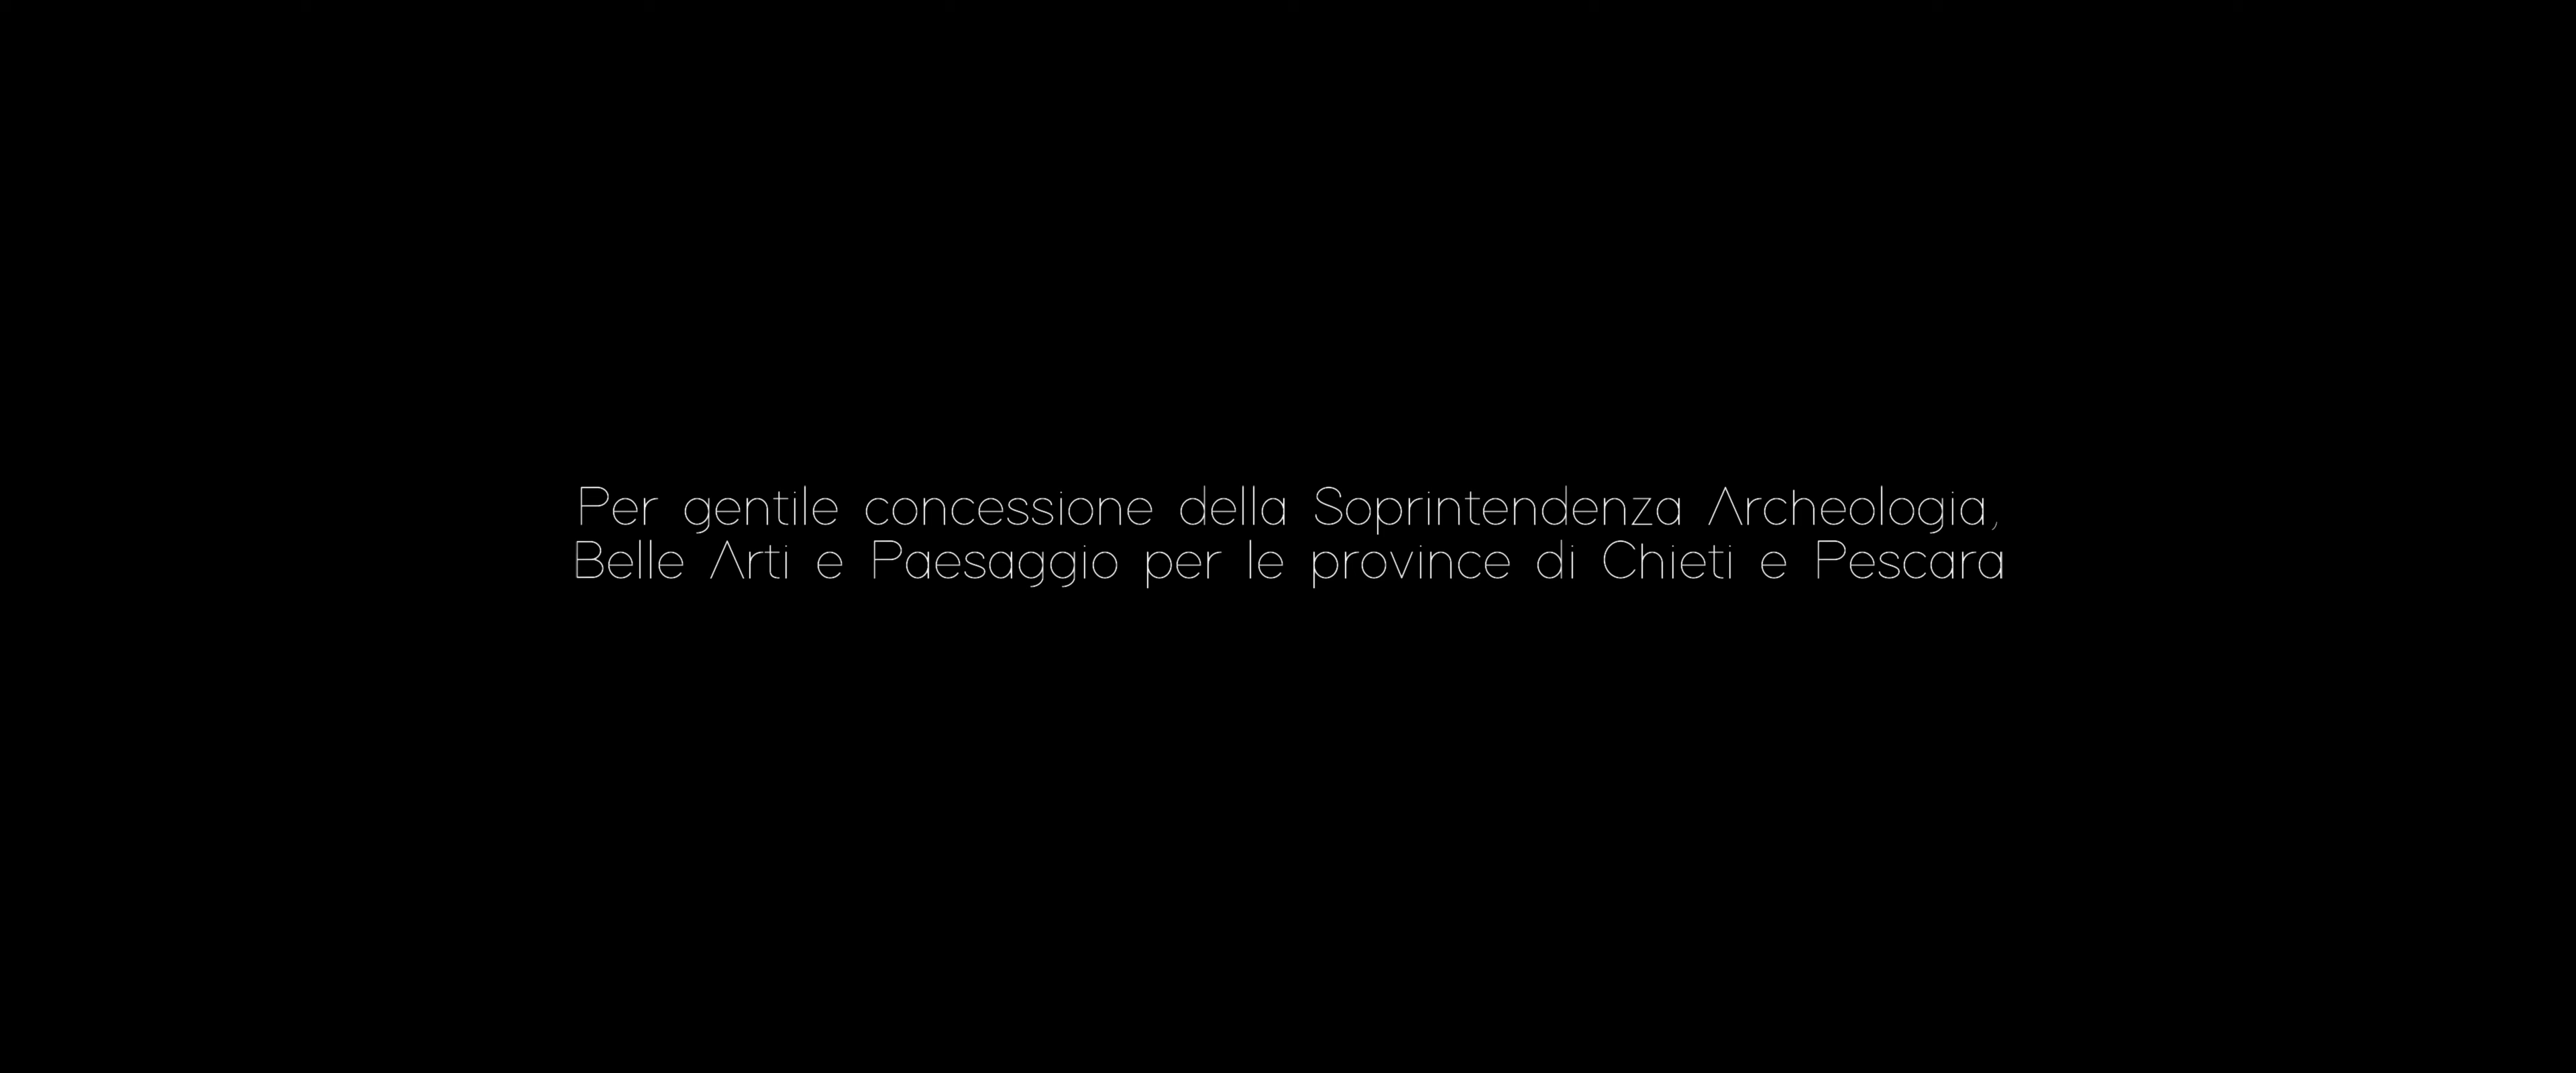 Per gentile concessione della Soprintendenza Archeologia,
Belle Arti e Paesaggio per le province di Chieti e Pescara